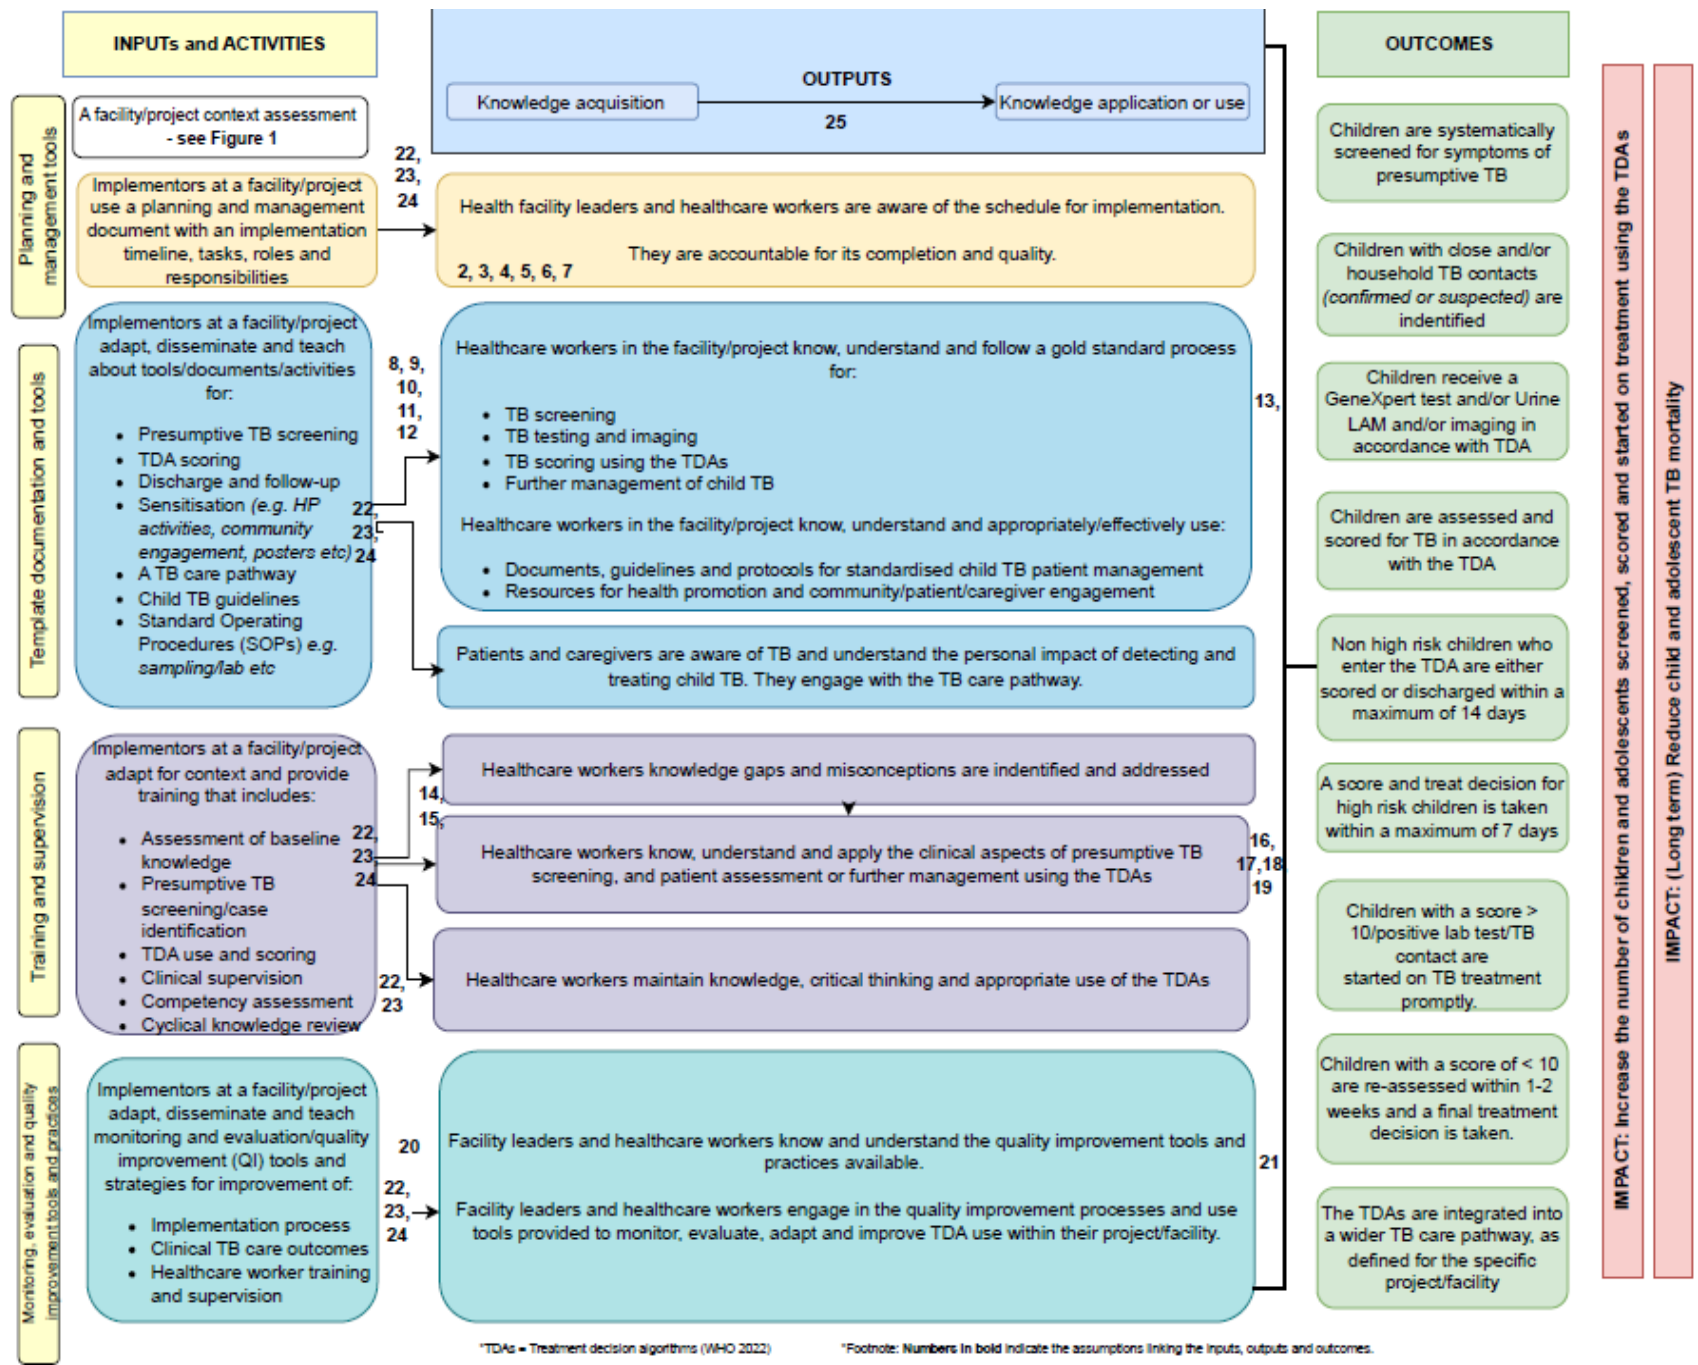 INPUTs and ACTIVITIES
OUTPUTS
Knowledge acquisition
Knowledge application or use
25
OUTCOMES
Planning and
management tools
A facility/project context assessment
- see Figure 1
Implementors at a facility/project
use a planning and management
document with an implementation
timeline, tasks, roles and
responsibilities
22,
23,
24
Health facility leaders and healthcare workers are aware of the schedule for implementation.
They are accountable for its completion and quality.
2, 3, 4, 5, 6, 7
Template documentation and tools
Implementors at a facility/project
adapt, disseminate and teach
about tools/documents/activities
for:
• Presumptive TB screening
• TDA scoring
• Discharge and follow-up
• Sensitisation (e.g. HP
activities, community
engagement, posters etc)
• A TB care pathway
• Child TB guidelines
• Standard Operating
Procedures (SOPs) e.g.
sampling/lab etc
8, 9,
10,
11,
12
22,
23,
24
Healthcare workers in the facility/project know, understand and follow a gold standard process
for:
• TB screening
• TB testing and imaging
• TB scoring using the TDAs
• Further management of child TB
Healthcare workers in the facility/project know, understand and appropriately/effectively use:
• Documents, guidelines and protocols for standardised child TB patient management
• Resources for health promotion and community/patient/caregiver engagement
13,
Patients and caregivers are aware of TB and understand the personal impact of detecting and
treating child TB. They engage with the TB care pathway.
Training and supervision
Implementors at a facility/project
adapt for context and provide
training that includes:
• Assessment of baseline
knowledge
• Presumptive TB
screening/case
identification
• TDA use and scoring
• Clinical supervision
• Competency assessment
• Cyclical knowledge review
22,
23,
24
14,
15,
22,
23
Healthcare workers knowledge gaps and misconceptions are indentified and addressed
Healthcare workers know, understand and apply the clinical aspects of presumptive TB
screening, and patient assessment or further management using the TDAs
16,
17,18,
19
Healthcare workers maintain knowledge, critical thinking and appropriate use of the TDAs
Monitoring, evaluation and quality
improvement tools and practices
Implementors at a facility/project
adapt, disseminate and teach
monitoring and evaluation/quality
improvement (QI) tools and
strategies for improvement of:
• Implementation process
• Clinical TB care outcomes
• Healthcare worker training
and supervision
20
22,
23,
24
Facility leaders and healthcare workers know and understand the quality improvement tools and
practices available.
Facility leaders and healthcare workers engage in the quality improvement processes and use
tools provided to monitor, evaluate, adapt and improve TDA use within their project/facility.
21
Children are systematically
screened for symptoms of
presumptive TB
Children with close and/or
household TB contacts
(confirmed or suspected) are
indentified
Children receive a
GeneXpert test and/or Urine
LAM and/or imaging in
accordance with TDA
Children are assessed and
scored for TB in accordance
with the TDA
Non high risk children who
enter the TDA are either
scored or discharged within a
maximum of 14 days
A score and treat decision for
high risk children is taken
within a maximum of 7 days
Children with a score >
10/positive lab test/TB
contact are
started on TB treatment
promptly.
Children with a score of < 10
are re-assessed within 1-2
weeks and a final treatment
decision is taken.
The TDAs are integrated into
a wider TB care pathway, as
defined for the specific
project/facility
IMPACT: Increase the number of children and adolescents screened, scored and started on treatment using the TDAs
IMPACT: (Long term) Reduce child and adolescent TB mortality
*TDAs = Treatment decision algorithms (WHO 2022)
*Footnote: Numbers in bold indicate the assumptions linking the inputs, outputs and outcomes.